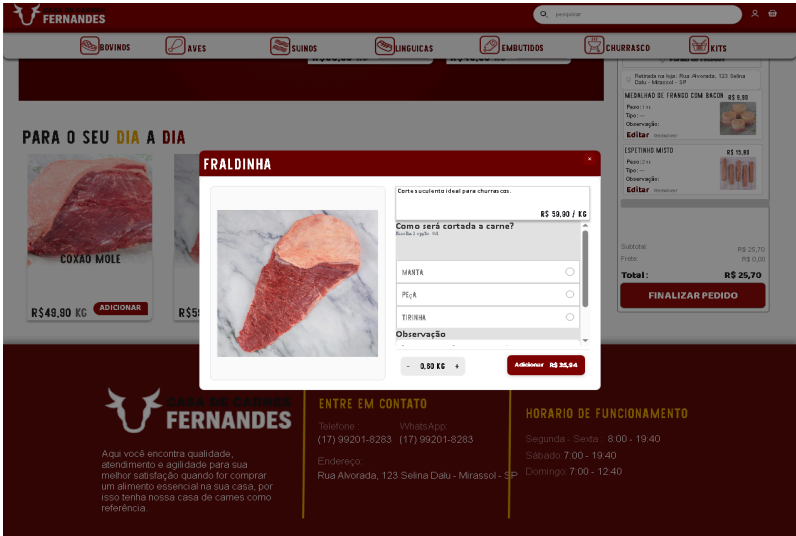 CASA DE CARNES
FERNANDES
pesquisar
BOVINOS
AVES
SUINOS
LINGUICAS
EMBUTIDOS
CHURRASCO
KITS
Retirada na loja: Rua Alvorada, 123 Selina
Dalu - Mirassol - SP
MEDALHAO DE FRANGO COM BACON R$ 9,90
Peso:
Tipo:
Observação:
Editar Remover
ESPETINHO MISTO R$ 15,80
Peso:
Tipo:
Observação:
Editar Remover
Subtotal: R$ 25,70
Frete: R$ 0,00
Total: R$ 25,70
FINALIZAR PEDIDO
PARA O SEU DIA A DIA
COXÃO MOLE
R$49,90 KG ADICIONAR
FRALDINHA
×
Corte suculento ideal para churrascos.
R$ 59,90 / KG
Como será cortada a carne?
MANTA
PEçA
TIRINHA
Observação
- 0,60 KG +
Adicionar R$ 35,94
CASA DE CARNES
FERNANDES
Aqui você encontra qualidade,
atendimento e agilidade para sua
melhor satisfação quando for comprar
um alimento essencial na sua casa, por
isso tenha nossa casa de carnes como
referência.
ENTRE EM CONTATO
Telefone: WhatsApp:
(17) 99201-8283 (17) 99201-8283
Endereço:
Rua Alvorada, 123 Selina Dalu - Mirassol - SP
HORARIO DE FUNCIONAMENTO
Segunda - Sexta : 8:00 - 19:40
Sábado: 7:00 - 19:40
Domingo: 7:00 - 12:40